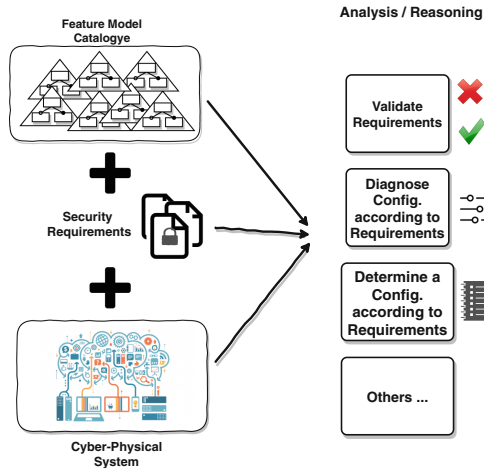 Feature Model
Catalogye
Security
Requirements
Cyber-Physical
System
Analysis / Reasoning
Validate
Requirements
Diagnose
Config.
according to
Requirements
Determine a
Config.
according to
Requirements
Others ...